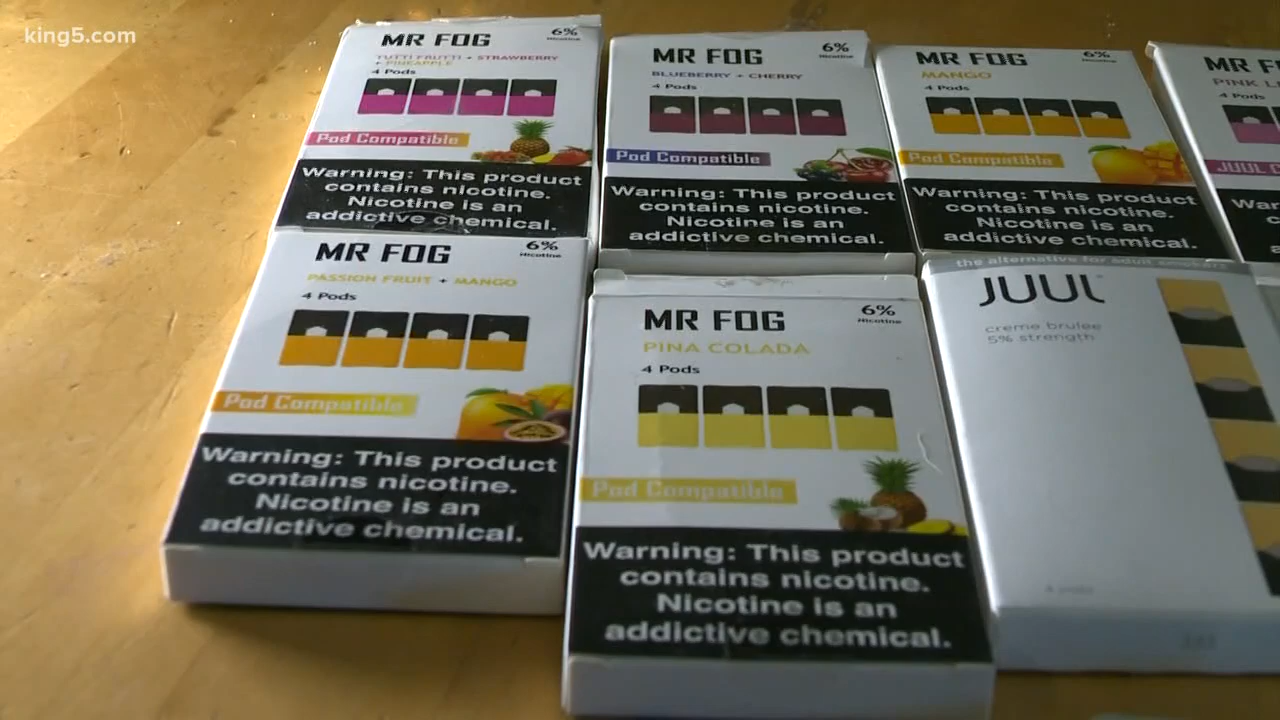 king5.com
MR FOG
6%
Nicotine
TUTTI FRUTTI + STRAWBERRY
+ PINEAPPLE
4 Pods
Pod Compatible
Warning: This product
contains nicotine.
Nicotine is an
addictive chemical.
MR FOG
6%
Nicotine
BLUEBERRY + CHERRY
4 Pods
Pod Compatible
Warning: This product
contains nicotine.
Nicotine is an
addictive chemical.
MR FOG
6%
Nicotine
MANGO
4 Pods
Pod Compatible
Warning: This product
contains nicotine.
Nicotine is an
addictive chemical.
MR F
PINK L
4 Pods
JUUL C
MR FOG
6%
Nicotine
PASSION FRUIT + MANGO
4 Pods
Pod Compatible
Warning: This product
contains nicotine.
Nicotine is an
addictive chemical.
MR FOG
6%
Nicotine
PINA COLADA
4 Pods
Pod Compatible
Warning: This product
contains nicotine.
Nicotine is an
addictive chemical.
the alternative for adult smokers
JUUL
creme brulee
5% strength